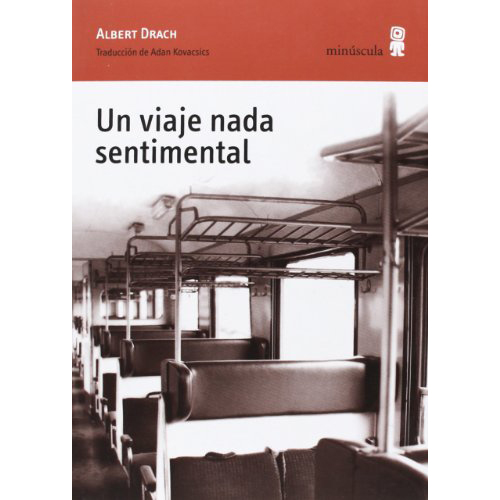 ALBERT DRACH
Traducción de Adan Kovacsics
minúscula
Un viaje nada
sentimental